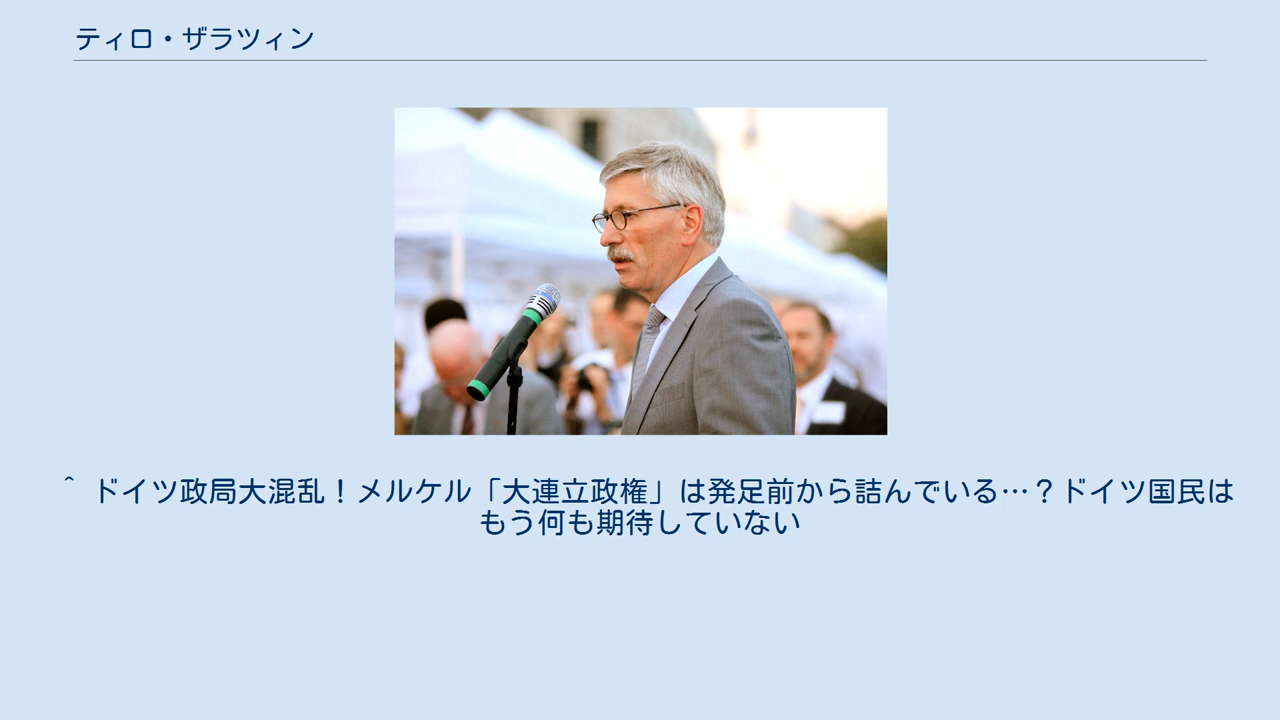 ティロ・ザラツィン
^ ドイツ政局大混乱！メルケル「大連立政権」は発足前から詰んでいる…？ドイツ国民は
もう何も期待していない